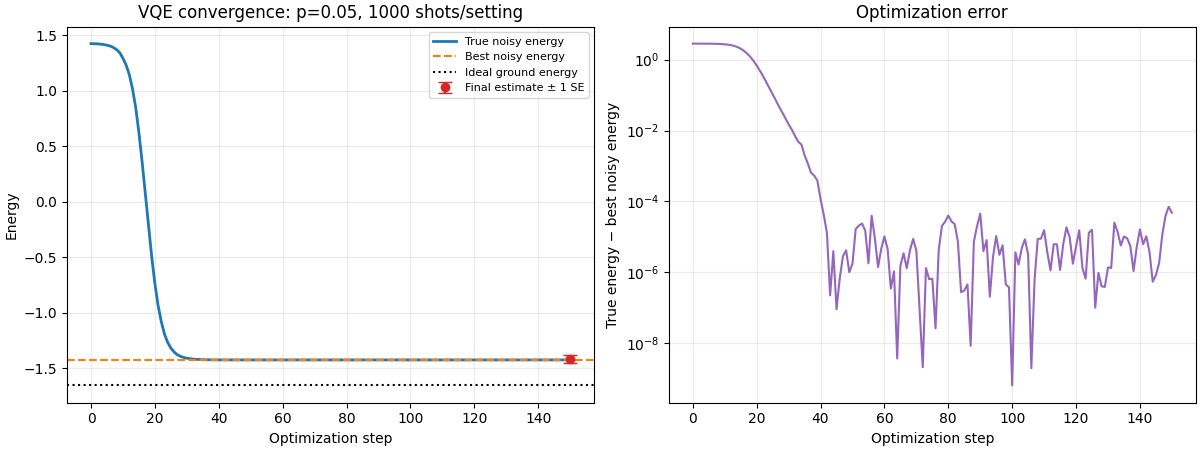 VQE convergence: p=0.05, 1000 shots/setting
Energy
1.5
1.0
0.5
0.0
−0.5
−1.0
−1.5
True noisy energy
Best noisy energy
Ideal ground energy
Final estimate ± 1 SE
0 20 40 60 80 100 120 140
Optimization step
Optimization error
True energy − best noisy energy
10⁰
10⁻²
10⁻⁴
10⁻⁶
10⁻⁸
0 20 40 60 80 100 120 140
Optimization step